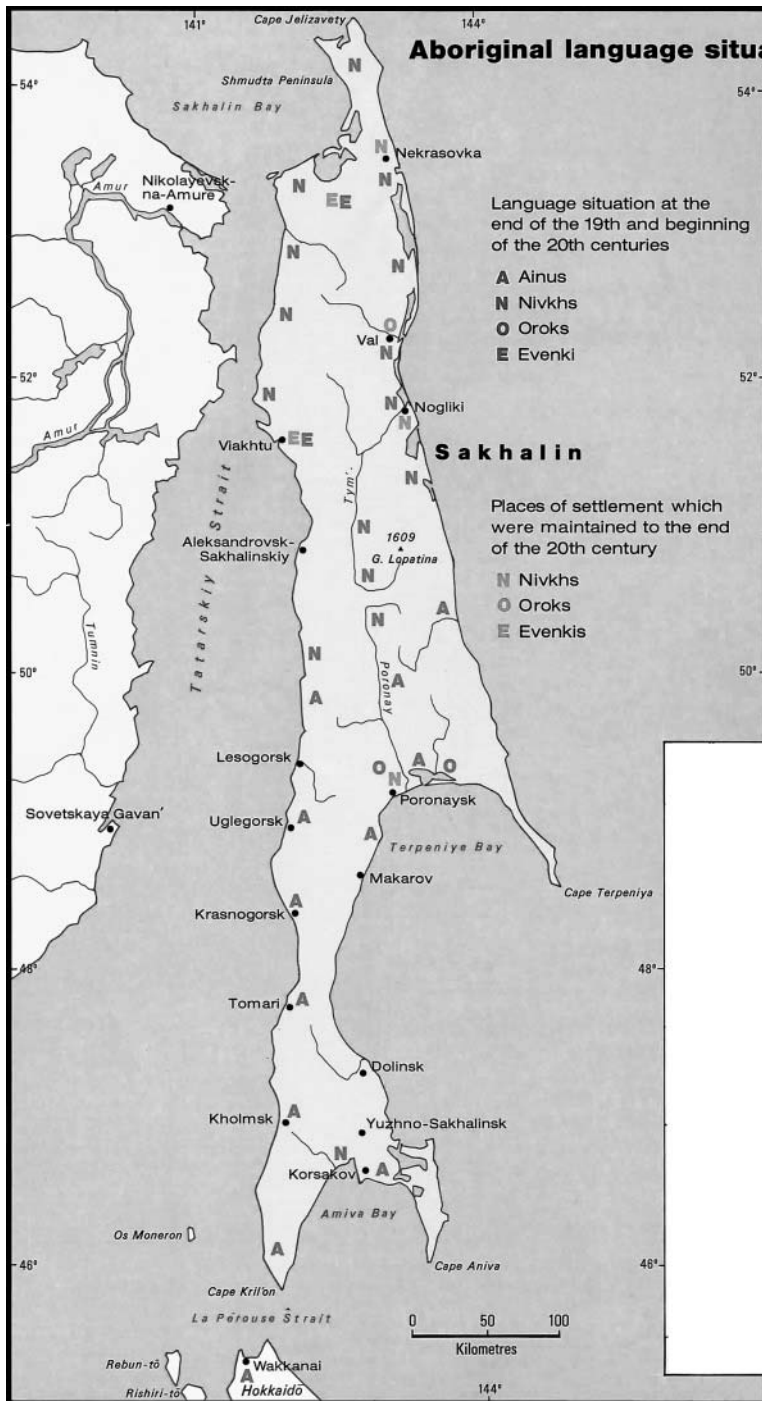 141°
Cape Jelizavety
144°
Aboriginal language situa
54°
54°
Shmudta Peninsula
Sakhalin Bay
N
N
Nekrasovka
Amur
Nikolayevsk-
na-Amure
N
E E
N
Language situation at the
end of the 19th and beginning
of the 20th centuries
A Ainus
N Nivkhs
O Oroks
E Evenki
N
N
N
O
Val
N
52°
52°
N
N
Nogliki
N
Amur
Viakhtu
E E
Sakhalin
Tatarskiy Strait
Tym'.
N
Places of settlement which
were maintained to the end
of the 20th century
N Nivkhs
O Oroks
E Evenkis
N
1609
G. Lopatina
Aleksandrovsk-
Sakhalinskiy
N
A
N
Tumnin
50°
50°
N
Poronay
A
A
Lesogorsk
O
N
A
O
Poronaysk
Sovetskaya Gavan'
Uglegorsk
A
A
Terpeniye Bay
Makarov
Cape Terpeniya
Krasnogorsk
A
48°
48°
Tomari
A
Dolinsk
Kholmsk
A
Yuzhno-Sakhalinsk
N
Korsakov
A
Amiva Bay
Os Moneron
A
46°
46°
Cape Aniva
Cape Kril'on
La Pérouse Strait
0 50 100
Kilometres
Rebun-tō
Wakkanai
A
Rishiri-tō
Hokkaidō
144°